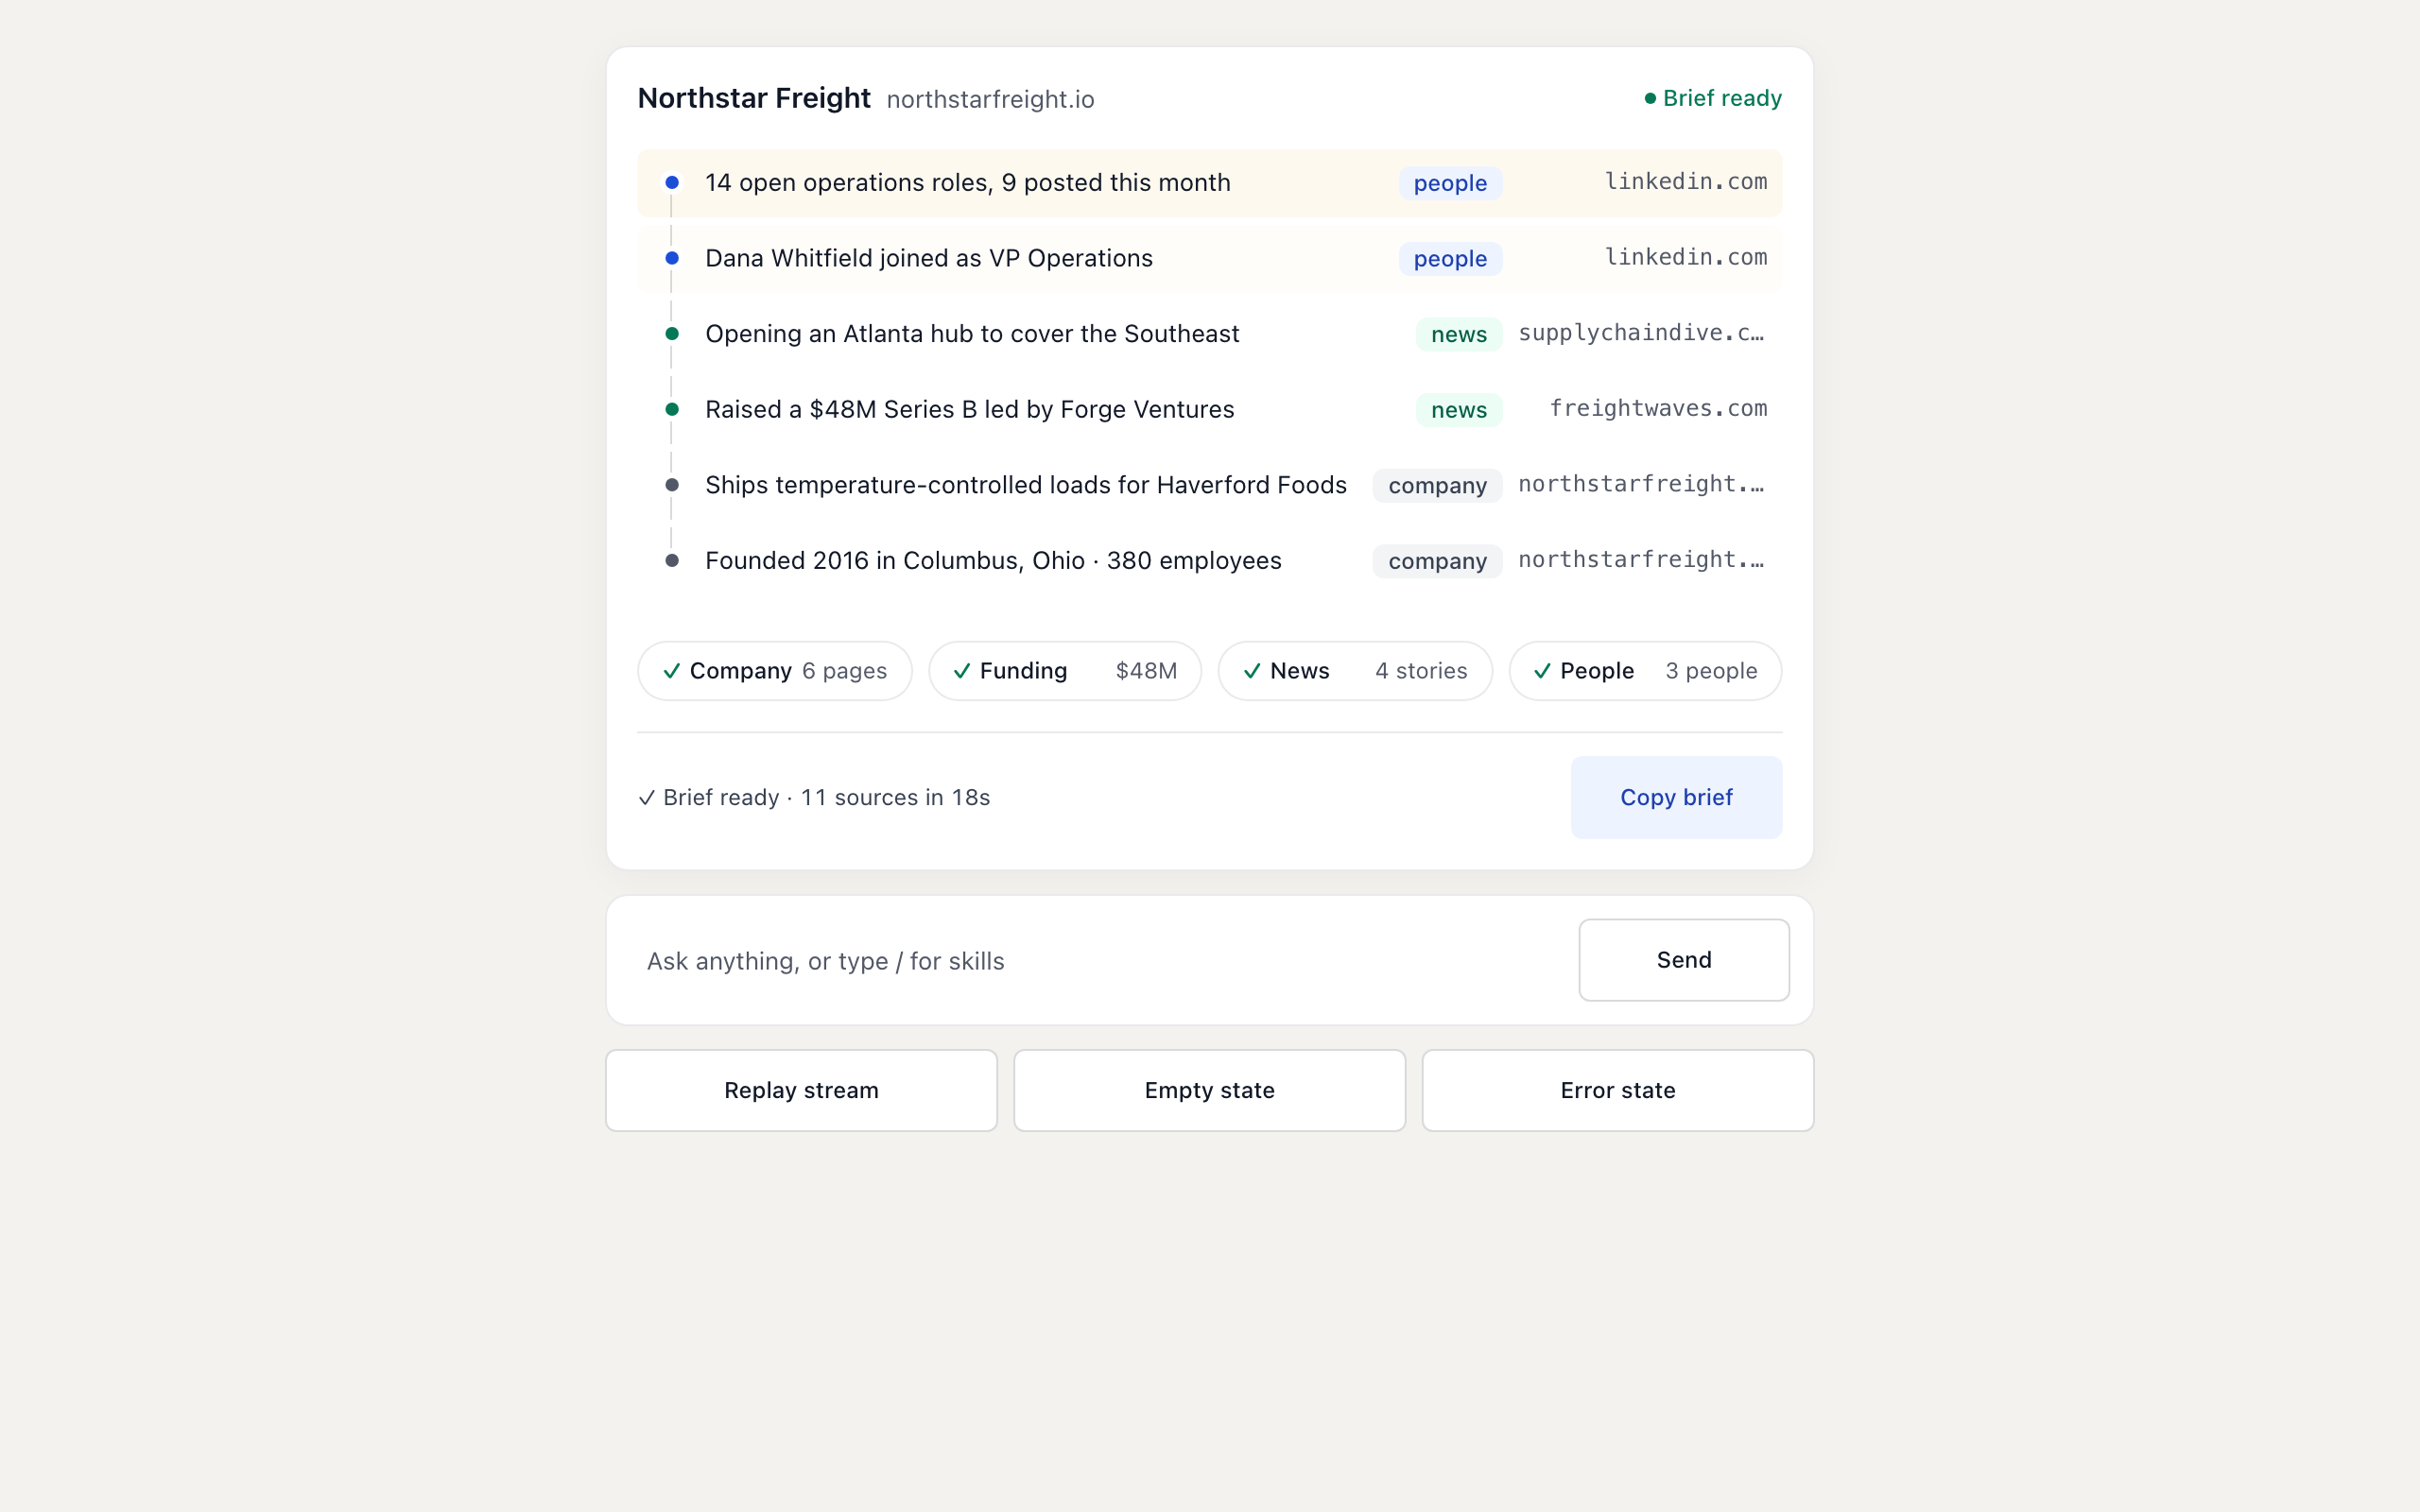 Northstar Freight northstarfreight.io Brief ready
14 open operations roles, 9 posted this month people linkedin.com
Dana Whitfield joined as VP Operations people linkedin.com
Opening an Atlanta hub to cover the Southeast news supplychaindive.c…
Raised a $48M Series B led by Forge Ventures news freightwaves.com
Ships temperature-controlled loads for Haverford Foods company northstarfreight.…
Founded 2016 in Columbus, Ohio · 380 employees company northstarfreight.…
✓ Company 6 pages ✓ Funding $48M ✓ News 4 stories ✓ People 3 people
✓ Brief ready · 11 sources in 18s Copy brief
Ask anything, or type / for skills Send
Replay stream Empty state Error state